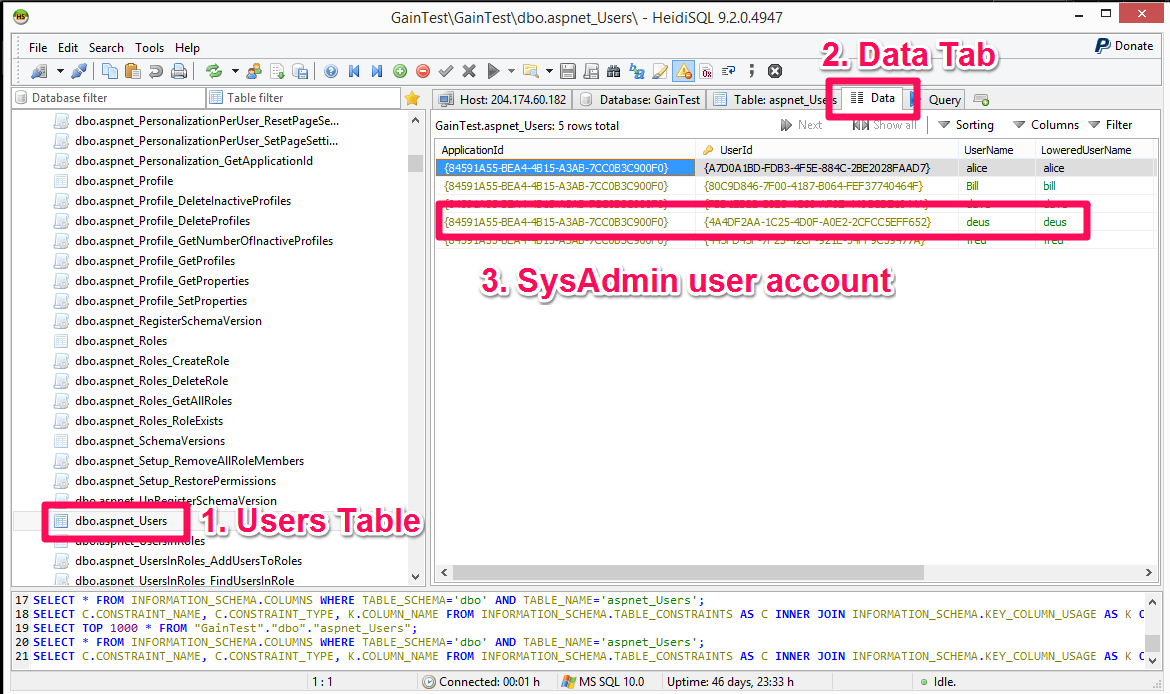 GainTest\GainTest\dbo.aspnet_Users\ - HeidiSQL 9.2.0.4947
File Edit Search Tools Help
Donate
2. Data Tab
Database filter Table filter
Host: 204.174.60.182 Database: GainTest Table: aspnet_Users Data Query
dbo.aspnet_PersonalizationPerUser_ResetPageSe...
dbo.aspnet_PersonalizationPerUser_SetPageSetti...
dbo.aspnet_Personalization_GetApplicationId
dbo.aspnet_Profile
dbo.aspnet_Profile_DeleteInactiveProfiles
dbo.aspnet_Profile_DeleteProfiles
dbo.aspnet_Profile_GetNumberOfInactiveProfiles
dbo.aspnet_Profile_GetProfiles
dbo.aspnet_Profile_GetProperties
dbo.aspnet_Profile_SetProperties
dbo.aspnet_RegisterSchemaVersion
dbo.aspnet_Roles
dbo.aspnet_Roles_CreateRole
dbo.aspnet_Roles_DeleteRole
dbo.aspnet_Roles_GetAllRoles
dbo.aspnet_Roles_RoleExists
dbo.aspnet_SchemaVersions
dbo.aspnet_Setup_RemoveAllRoleMembers
dbo.aspnet_Setup_RestorePermissions
dbo.aspnet_UnRegisterSchemaVersion
dbo.aspnet_Users
1. Users Table
dbo.aspnet_UsersInRoles
dbo.aspnet_UsersInRoles_AddUsersToRoles
dbo.aspnet_UsersInRoles_FindUsersInRole
GainTest.aspnet_Users: 5 rows total Next Show all Sorting Columns Filter
ApplicationId UserId UserName LoweredUserName
{84591A55-BEA4-4B15-A3AB-7CC0B3C900F0} {A7D0A1BD-FDB3-4F5E-884C-2BE2028FAAD7} alice alice
{84591A55-BEA4-4B15-A3AB-7CC0B3C900F0} {80C9D846-7F00-4187-B064-FEF37740464F} Bill bill
{84591A55-BEA4-4B15-A3AB-7CC0B3C900F0} {4A4DF2AA-1C25-4D0F-A0E2-2CFCC5EFF652} deus deus
{84591A55-BEA4-4B15-A3AB-7CC0B3C900F0} fred fred
3. SysAdmin user account
17 SELECT * FROM INFORMATION_SCHEMA.COLUMNS WHERE TABLE_SCHEMA='dbo' AND TABLE_NAME='aspnet_Users';
18 SELECT C.CONSTRAINT_NAME, C.CONSTRAINT_TYPE, K.COLUMN_NAME FROM INFORMATION_SCHEMA.TABLE_CONSTRAINTS AS C INNER JOIN INFORMATION_SCHEMA.KEY_COLUMN_USAGE AS K C
19 SELECT TOP 1000 * FROM "GainTest"."dbo"."aspnet_Users";
20 SELECT * FROM INFORMATION_SCHEMA.COLUMNS WHERE TABLE_SCHEMA='dbo' AND TABLE_NAME='aspnet_Users';
21 SELECT C.CONSTRAINT_NAME, C.CONSTRAINT_TYPE, K.COLUMN_NAME FROM INFORMATION_SCHEMA.TABLE_CONSTRAINTS AS C INNER JOIN INFORMATION_SCHEMA.KEY_COLUMN_USAGE AS K C
1 : 1 Connected: 00:01 h MS SQL 10.0 Uptime: 46 days, 23:33 h Idle.